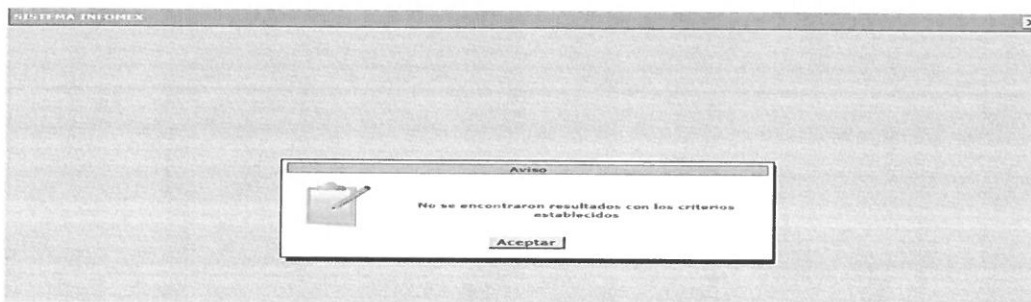 SISTEMA INFOMEX
Aviso
No se encontraron resultados con los criterios
establecidos
Aceptar